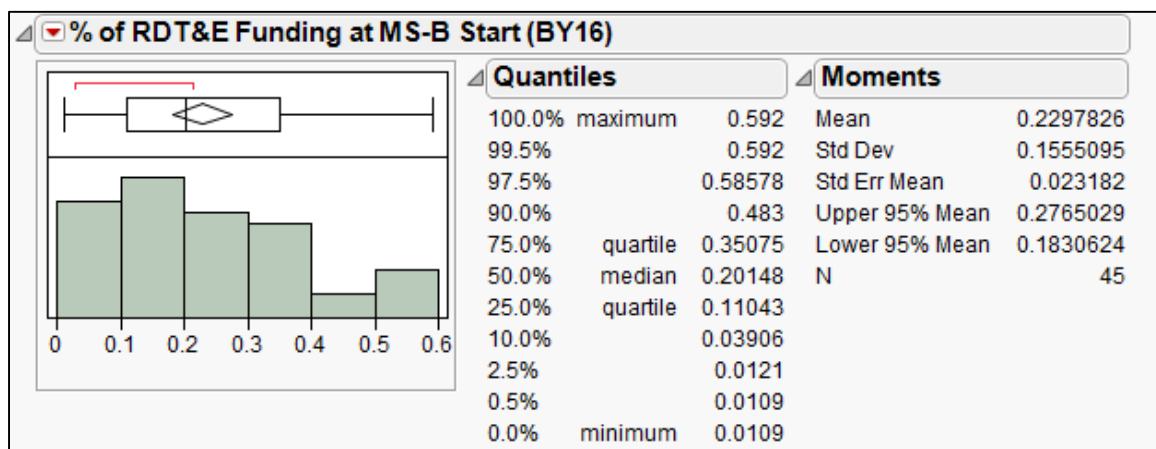 % of RDT&E Funding at MS-B Start (BY16)
0 0.1 0.2 0.3 0.4 0.5 0.6
Quantiles
100.0% maximum 0.592
99.5% 0.592
97.5% 0.58578
90.0% 0.483
75.0% quartile 0.35075
50.0% median 0.20148
25.0% quartile 0.11043
10.0% 0.03906
2.5% 0.0121
0.5% 0.0109
0.0% minimum 0.0109
Moments
Mean 0.2297826
Std Dev 0.1555095
Std Err Mean 0.023182
Upper 95% Mean 0.2765029
Lower 95% Mean 0.1830624
N 45